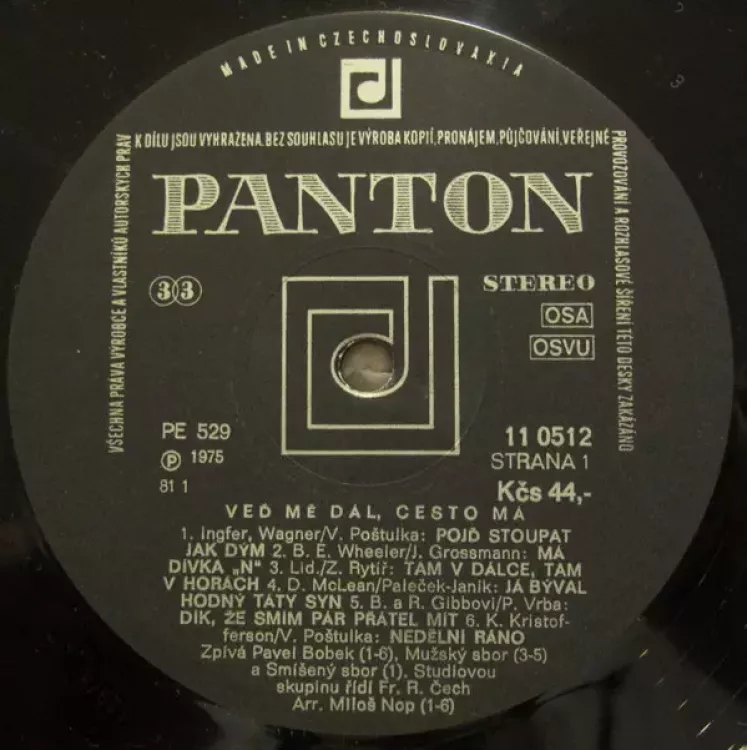 MADE IN CZECHOSLOVAKIA
VŠECHNA PRÁVA VÝROBCE A VLASTNÍKŮ AUTORSKÝCH PRÁV
K DÍLU JSOU VYHRAZENA. BEZ SOUHLASU JE VÝROBA KOPIÍ, PRONÁJEM, PŮJČOVÁNÍ, VEŘEJNÉ
PROVOZOVÁNÍ A ROZHLASOVÉ ŠÍŘENÍ TÉTO DESKY ZAKÁZÁNO
PANTON
33
STEREO
OSA
OSVU
PE 529
11 0512
Ⓟ 1975
STRANA 1
81 1
Kčs 44,-
VEĎ MĚ DÁL, CESTO MÁ
1. Ingfer, Wagner/V. Poštulka: POJĎ STOUPAT
JAK DÝM 2. B. E. Wheeler/J. Grossmann: MÁ
DÍVKA „N“ 3. Lid./Z. Rytíř: TAM V DÁLCE, TAM
V HORÁCH 4. D. McLean/Paleček-Janík: JÁ BÝVAL
HODNÝ TÁTY SYN 5. B. a R. Gibbovi/P. Vrba:
DÍK, ŽE SMÍM PÁR PŘÁTEL MÍT 6. K. Kristof-
ferson/V. Poštulka: NEDĚLNÍ RÁNO
Zpívá Pavel Bobek (1-6), Mužský sbor (3-5)
a Smíšený sbor (1), Studiovou
skupinu řídí Fr. R. Čech
Arr. Miloš Nop (1-6)